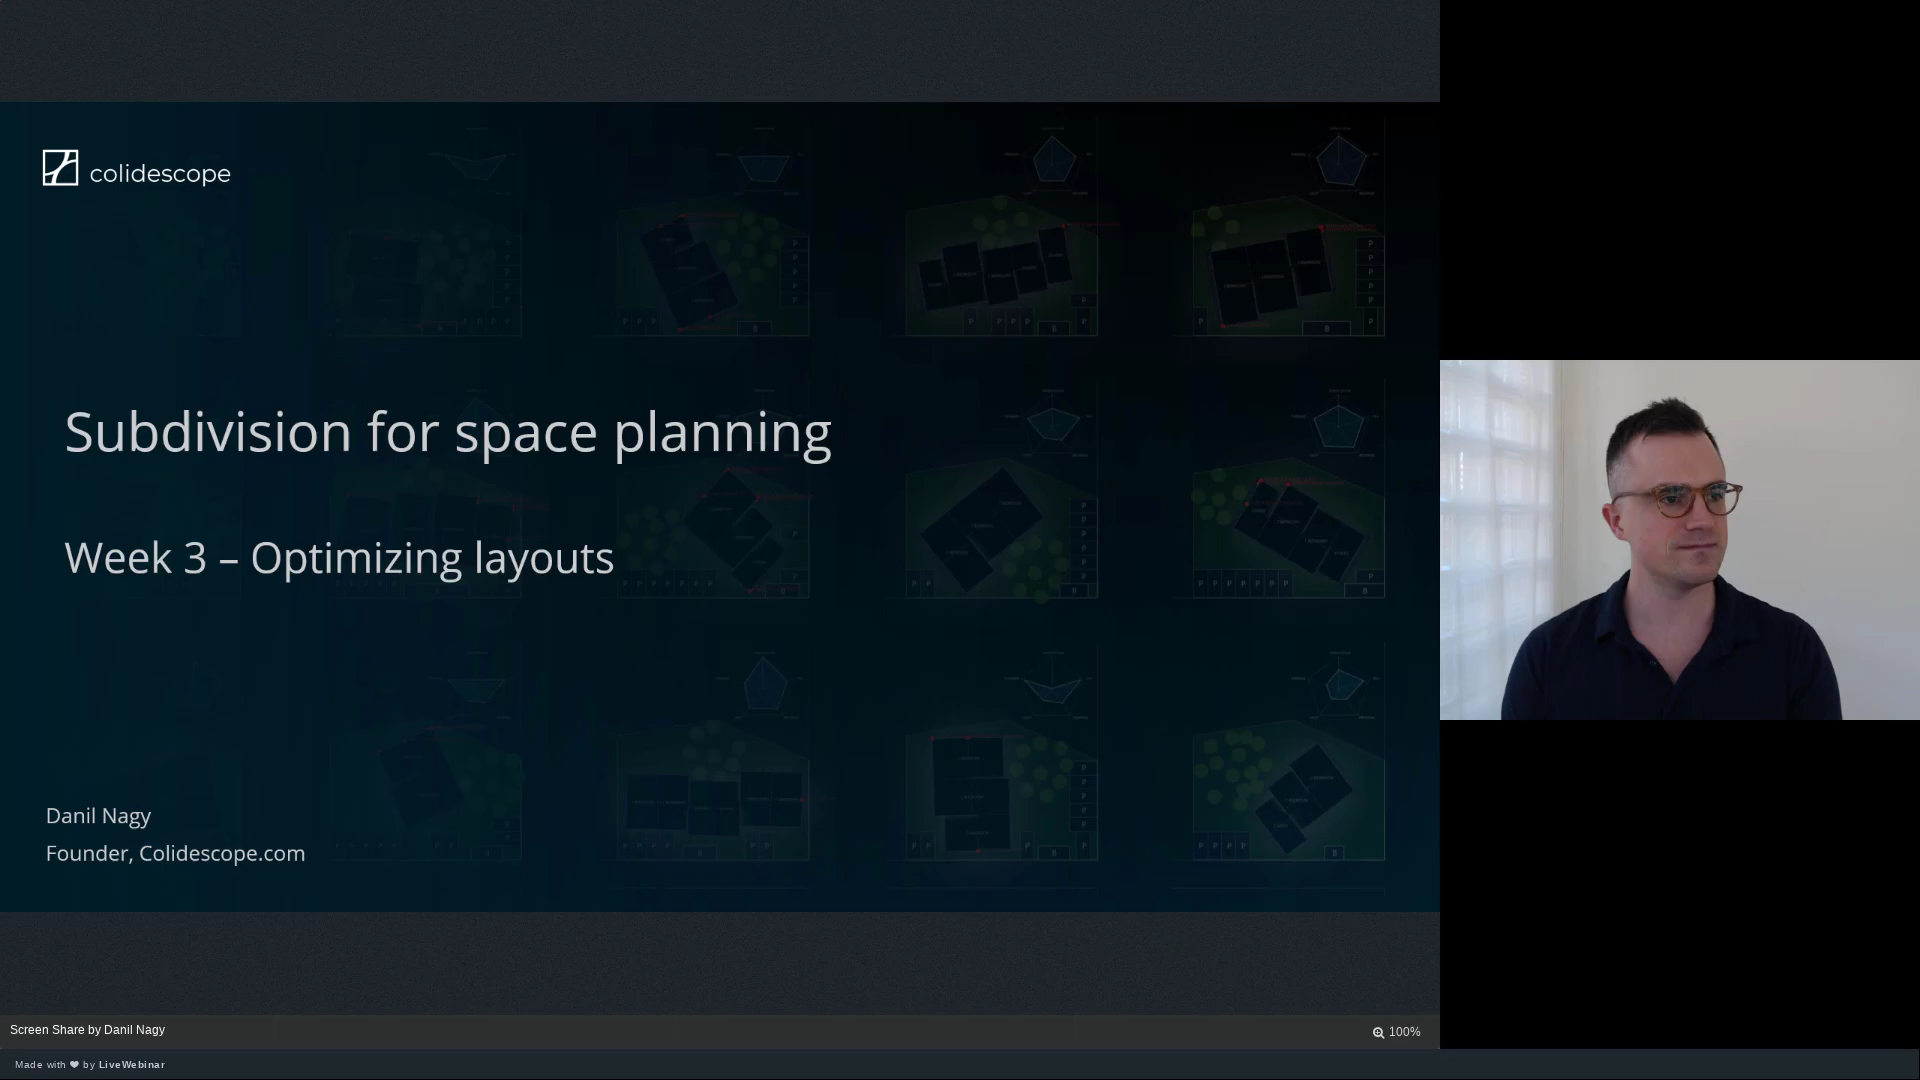 colidescope
Subdivision for space planning
Week 3 – Optimizing layouts
Danil Nagy
Founder, Colidescope.com
Screen Share by Danil Nagy
100%
Made with by LiveWebinar